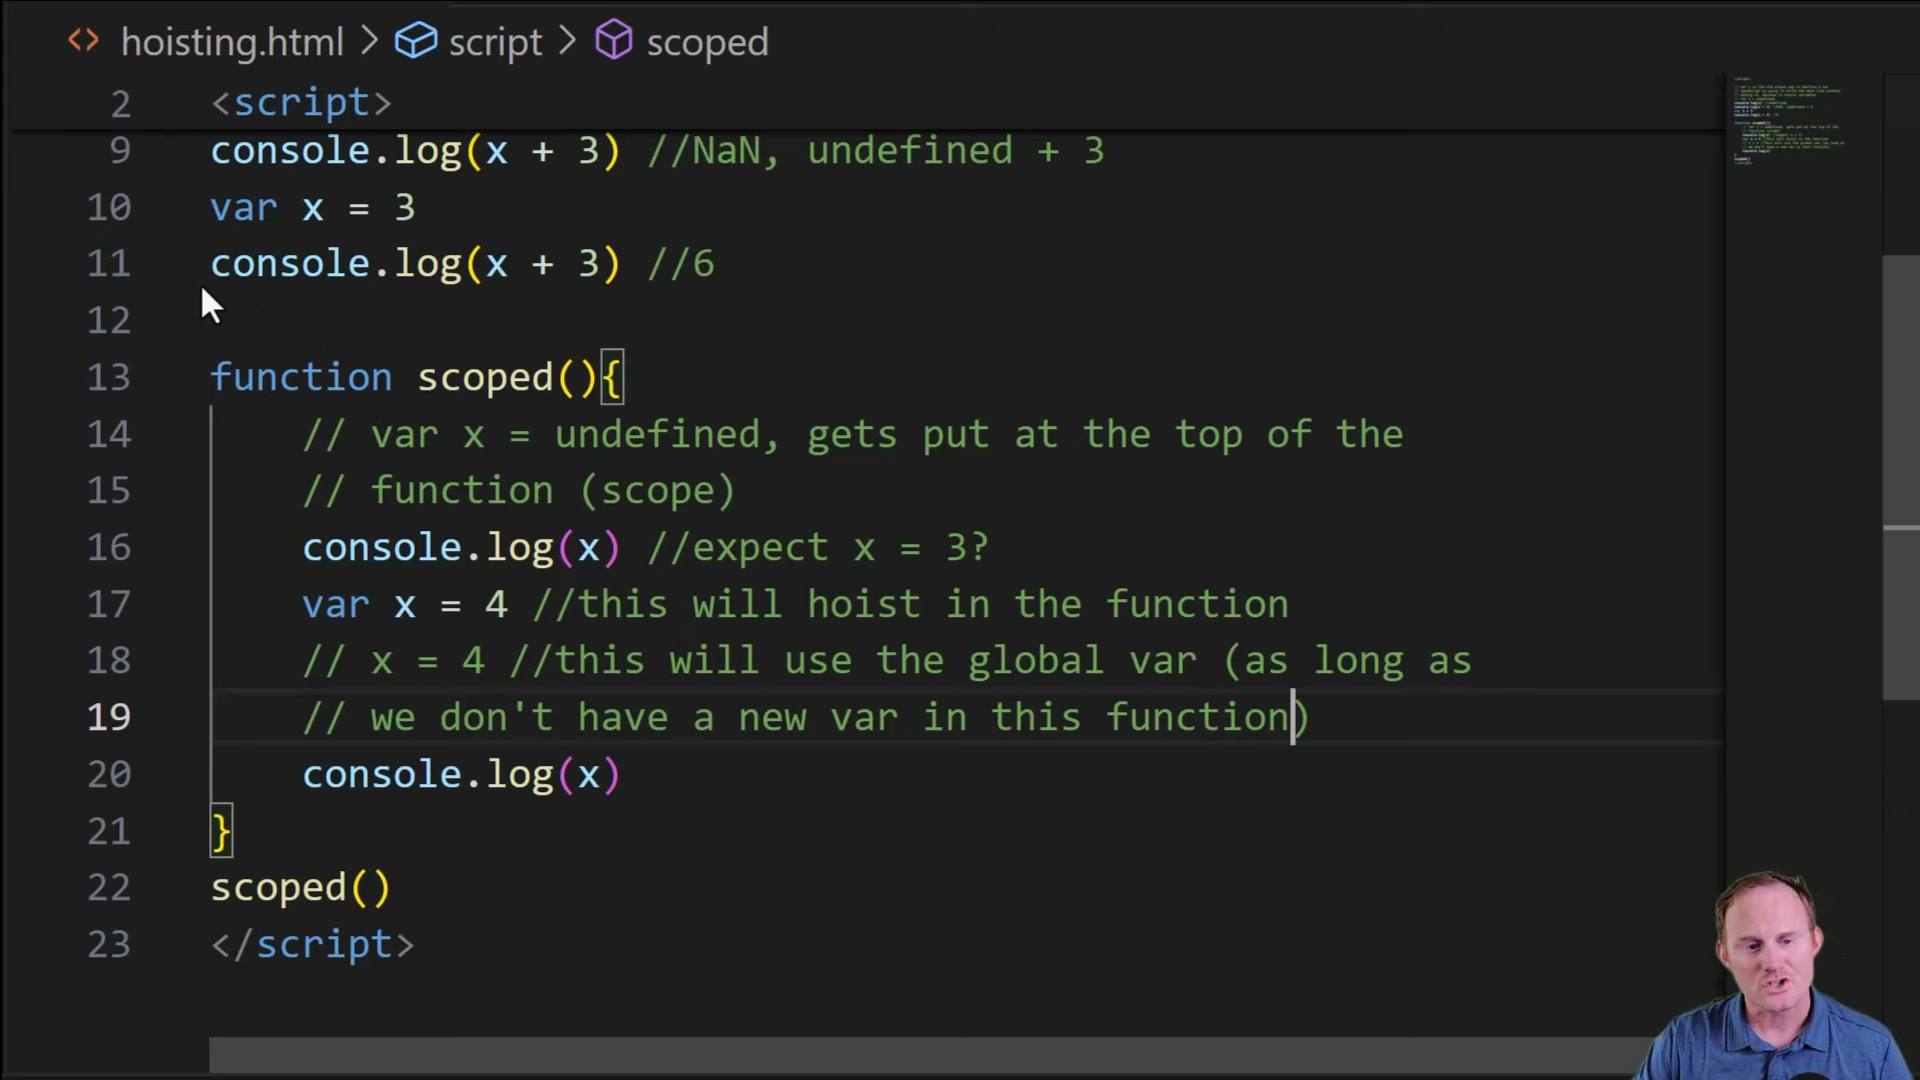 hoisting.html > script > scoped
2 <script>
9 console.log(x + 3) //NaN, undefined + 3
10 var x = 3
11 console.log(x + 3) //6
12
13 function scoped(){
14 // var x = undefined, gets put at the top of the
15 // function (scope)
16 console.log(x) //expect x = 3?
17 var x = 4 //this will hoist in the function
18 // x = 4 //this will use the global var (as long as
19 // we don't have a new var in this function)
20 console.log(x)
21 }
22 scoped()
23 </script>